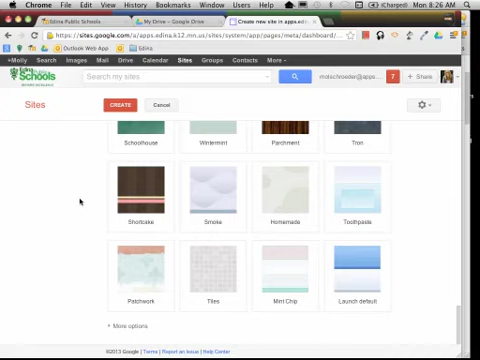 Chrome File Edit View History Bookmarks Window Users Help (Charged) Mon 8:26 AM
Edina Public Schools My Drive – Google Drive Create new site in apps.edina
https://sites.google.com/a/apps.edina.k12.mn.us/sites/system/app/pages/meta/dashboard/
Outlook Web App Edina
+Molly Search Images Mail Drive Calendar Sites Groups Contacts More
Edina Public Schools Search my sites 7 + Share
Sites CREATE Cancel
Schoolhouse Wintermint Parchment Tron
Shortcake Smoke Homemade Toothpaste
Patchwork Tiles Mint Chip Launch default
More options
©2013 Google | Terms | Report an Issue | Help Center